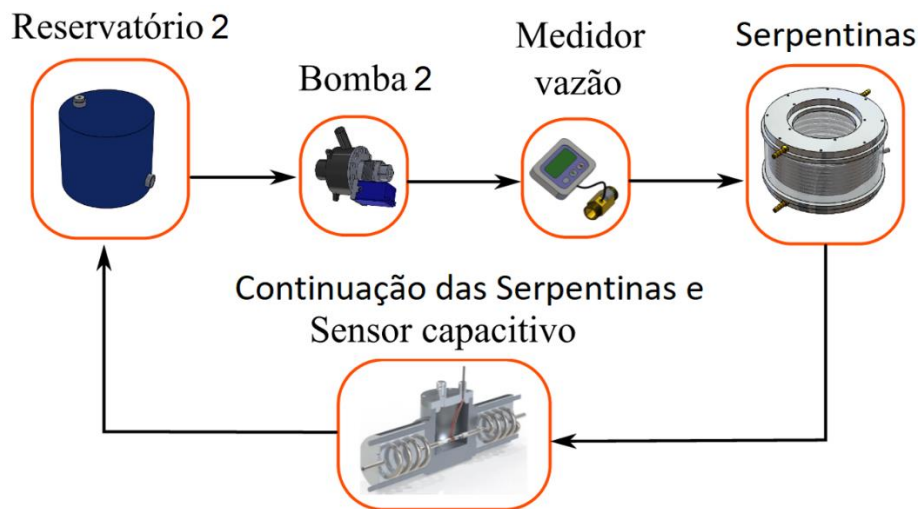 Reservatório 2
Bomba 2
Medidor
vazão
Serpentinas
Continuação das Serpentinas e
Sensor capacitivo